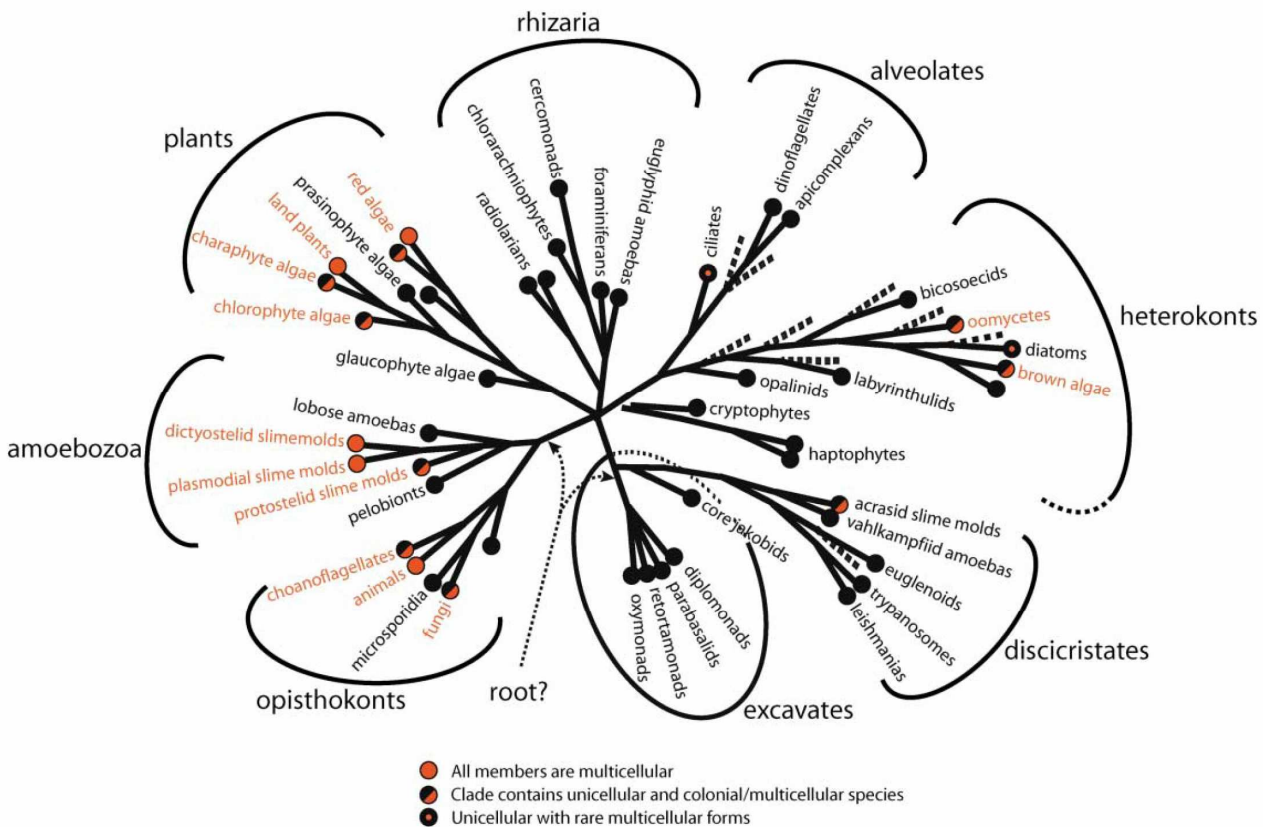 rhizaria
alveolates
plants
cercomonads
chlorarachniophytes
foraminiferans
euglyphid amoebas
radiolarians
dinoflagellates
apicomplexans
ciliates
red algae
prasinophyte algae
land plants
charaphyte algae
chlorophyte algae
glaucophyte algae
bicosoecids
oomycetes
heterokonts
diatoms
brown algae
labyrinthulids
opalinids
cryptophytes
haptophytes
amoebozoa
lobose amoebas
dictyostelid slimemolds
plasmodial slime molds
protostelid slime molds
pelobionts
choanoflagellates
animals
microsporidia
fungi
opisthokonts
root?
core jakobids
diplomonads
parabasalids
retortamonads
oxymonads
excavates
acrasid slime molds
vahlkampfiid amoebas
euglenoids
trypanosomes
leishmanias
discicristates
All members are multicellular
Clade contains unicellular and colonial/multicellular species
Unicellular with rare multicellular forms